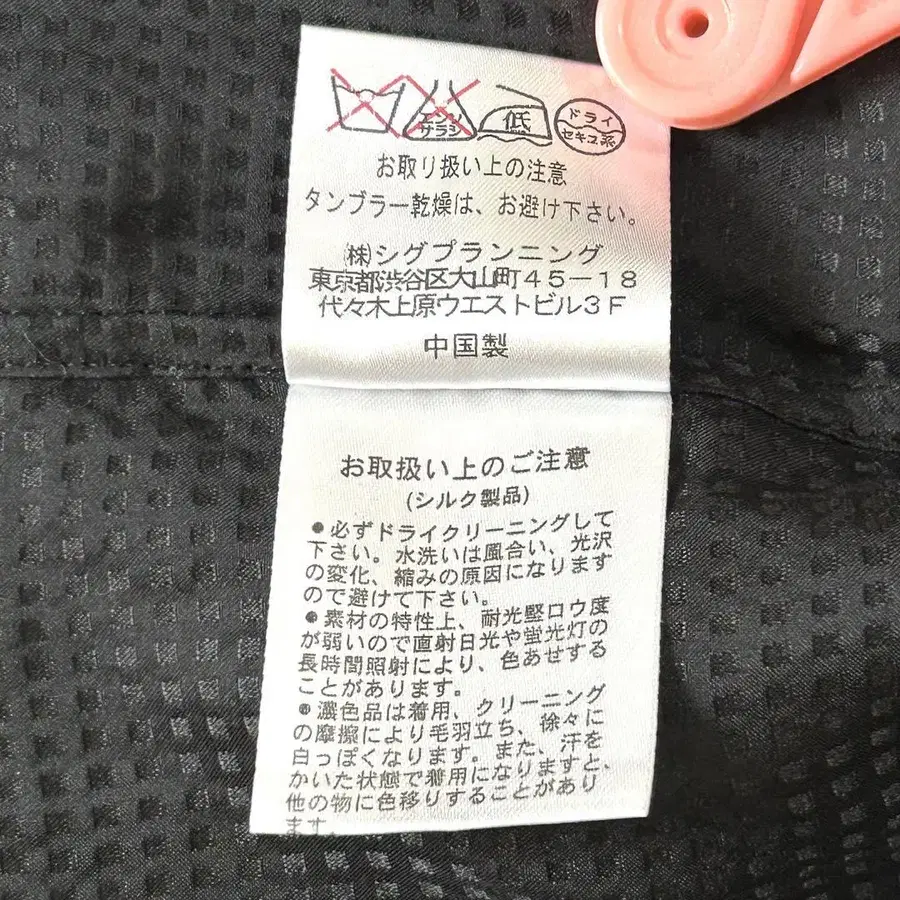 エンソ
サラシ
低
ドライ
セキユ系
お取り扱い上の注意
タンブラー乾燥は、お避け下さい。
㈱シグプランニング
東京都渋谷区大山町45－18
代々木上原ウエストビル3F
中国製
お取扱い上のご注意
(シルク製品)
●必ずドライクリーニングして
下さい。水洗いは風合い、光沢
の変化、縮みの原因になります
ので避けて下さい。
●素材の特性上、耐光堅ロウ度
が弱いので直射日光や蛍光灯の
長時間照射により、色あせする
ことがあります。
●濃色品は着用、クリーニング
の摩擦により毛羽立ち、徐々に
白っぽくなります。また、汗を
かいた状態で着用になりますと、
他の物に色移りすることがあり
ます。